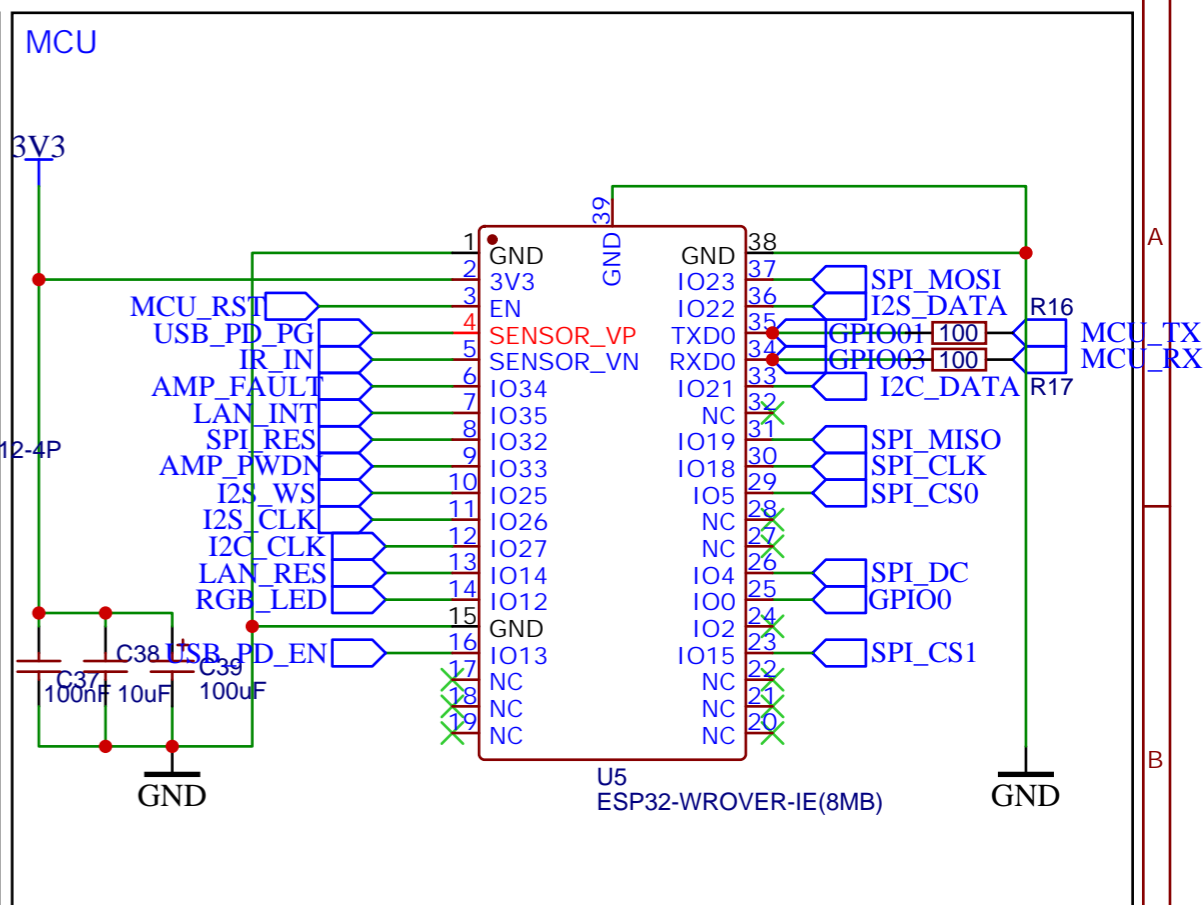 MCU
3V3
39
GND
A
1 GND GND 38
2 3V3 IO23 37 SPI_MOSI
MCU_RST 3 EN IO22 36 I2S_DATA R16
USB_PD_PG 4 SENSOR_VP TXD0 35 GPIO01 100 MCU_TX
IR_IN 5 SENSOR_VN RXD0 34 GPIO03 100 MCU_RX
AMP_FAULT 6 IO34 IO21 33 I2C_DATA R17
LAN_INT 7 IO35 NC 32
SPI_RES 8 IO32 IO19 31 SPI_MISO
12-4P
AMP_PWDN 9 IO33 IO18 30 SPI_CLK
I2S_WS 10 IO25 IO5 29 SPI_CS0
I2S_CLK 11 IO26 NC 28
I2C_CLK 12 IO27 NC 27
LAN_RES 13 IO14 IO4 26 SPI_DC
RGB_LED 14 IO12 IO0 25 GPIO0
15 GND IO2 24
USB_PD_EN 16 IO13 IO15 23 SPI_CS1
C37 C38 + C39
100nF 10uF 100uF
17 NC NC 22
18 NC NC 21
19 NC NC 20
B
GND
U5
ESP32-WROVER-IE(8MB)
GND